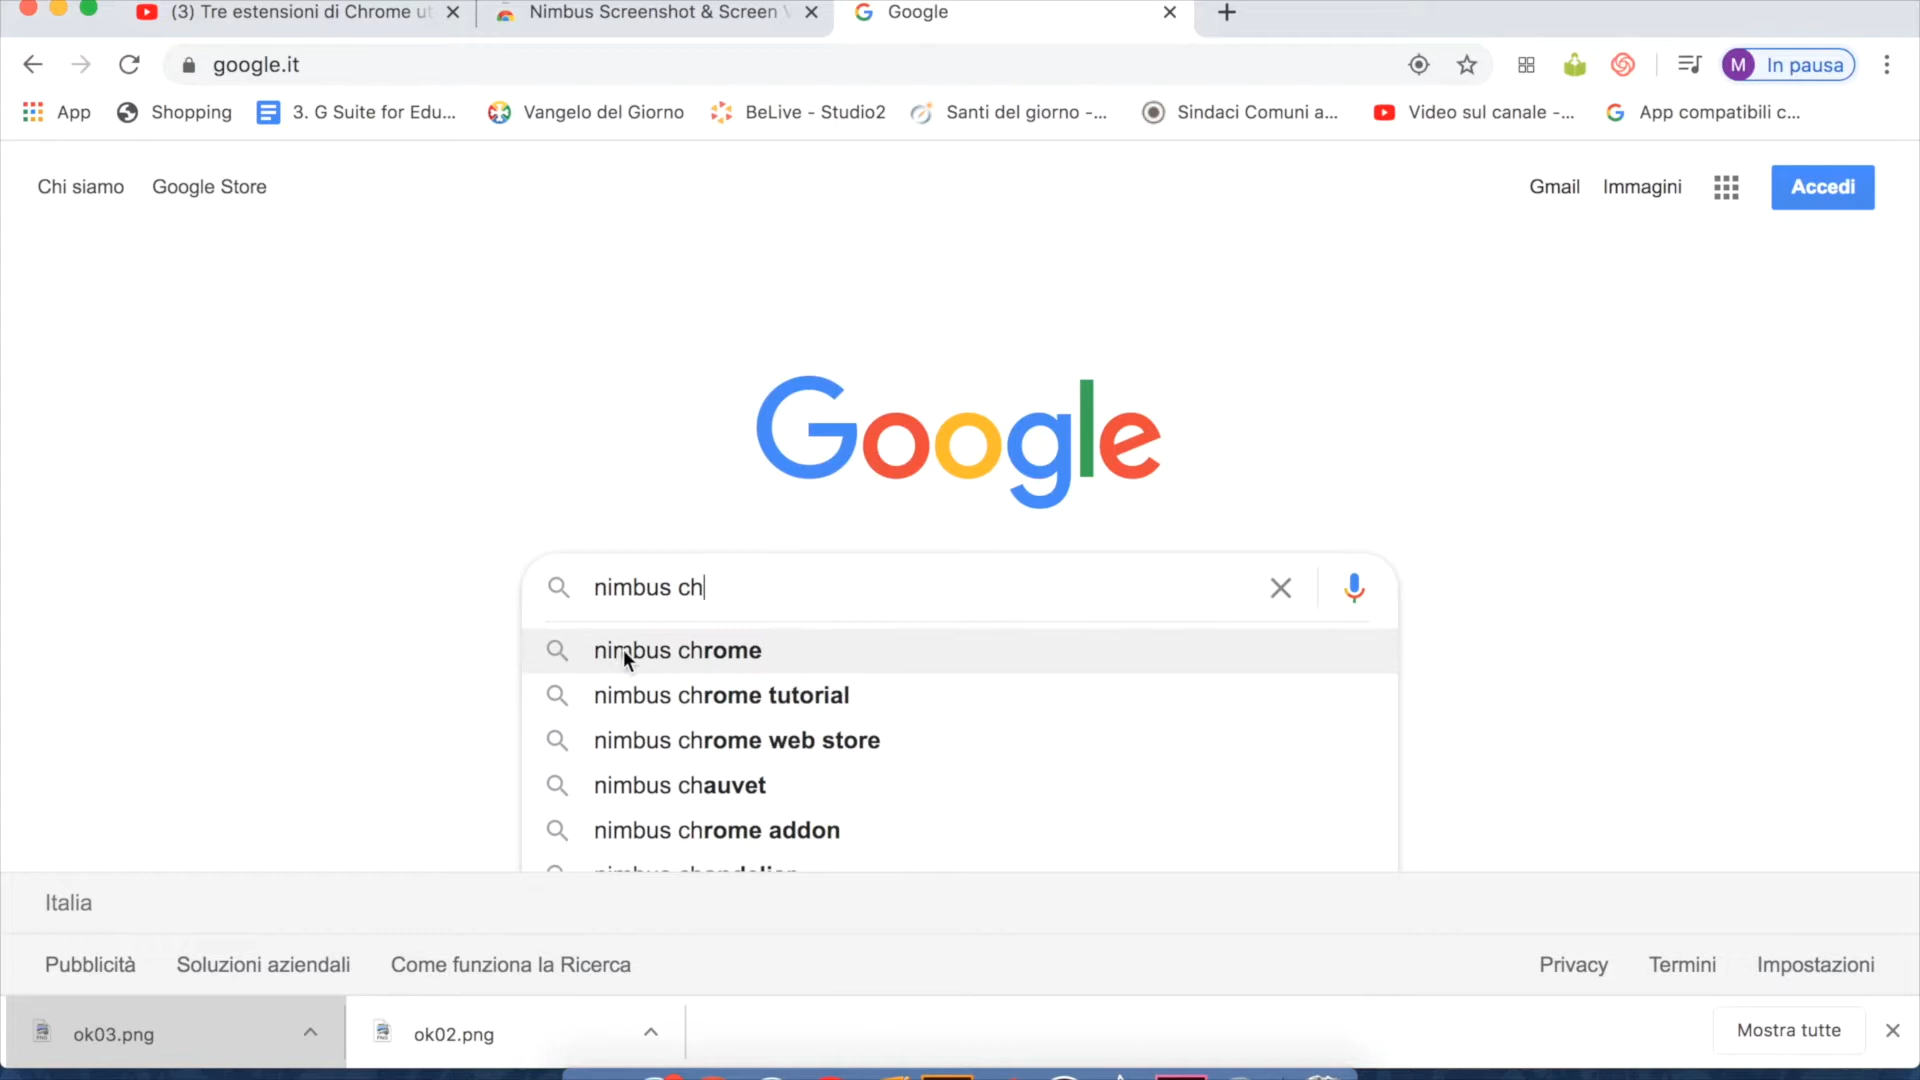 (3) Tre estensioni di Chrome ut
Nimbus Screenshot & Screen
Google
google.it
M In pausa
App
Shopping
3. G Suite for Edu...
Vangelo del Giorno
BeLive - Studio2
Santi del giorno -...
Sindaci Comuni a...
Video sul canale -...
App compatibili c...
Chi siamo Google Store
Gmail Immagini
Accedi
Google
nimbus ch
nimbus chrome
nimbus chrome tutorial
nimbus chrome web store
nimbus chauvet
nimbus chrome addon
Italia
Pubblicità Soluzioni aziendali Come funziona la Ricerca
Privacy Termini Impostazioni
ok03.png
ok02.png
Mostra tutte